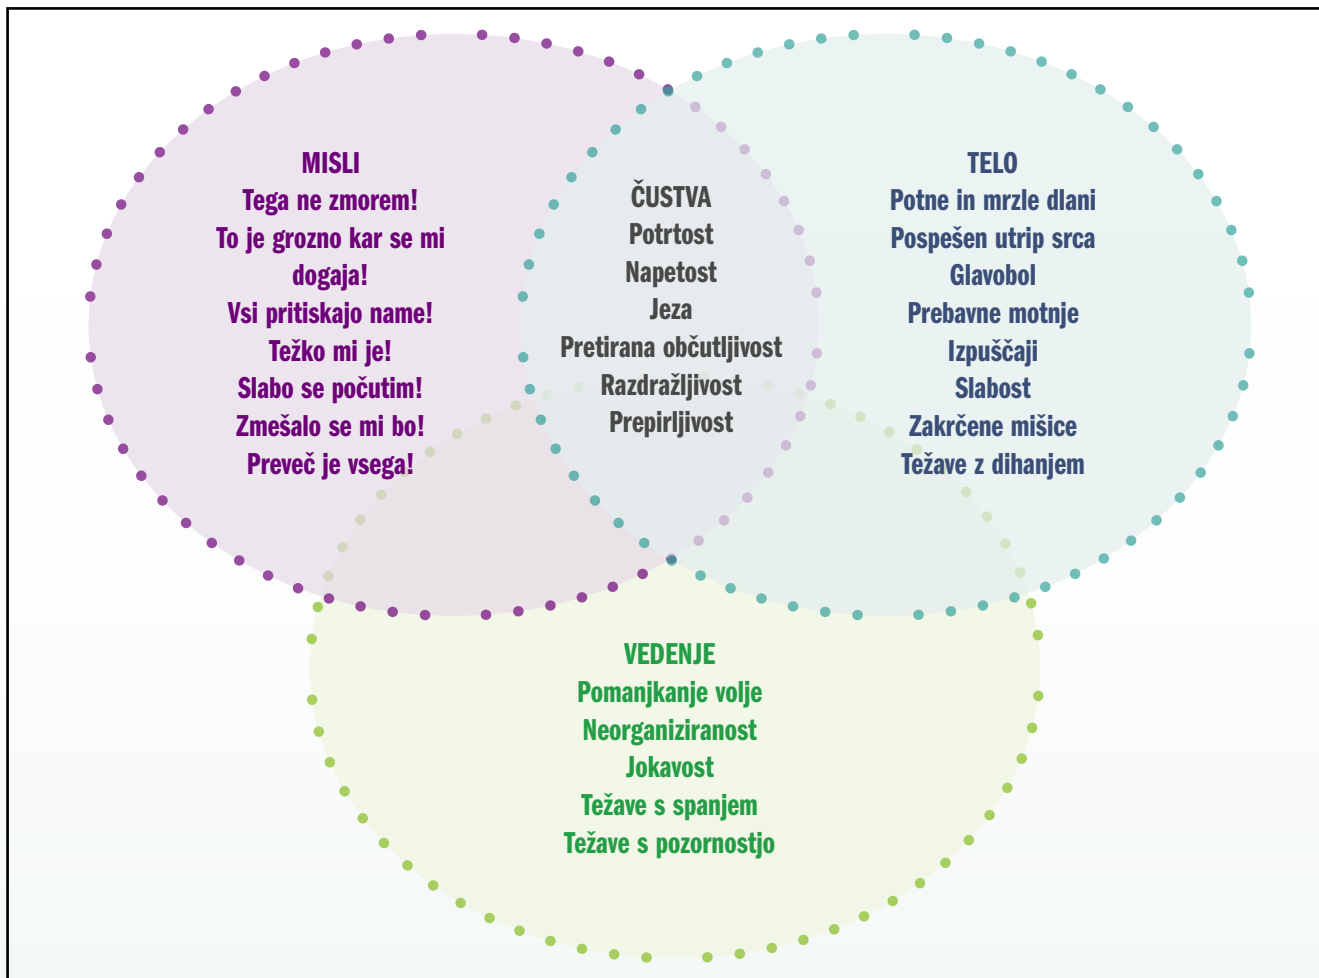 MISLI
Tega ne zmorem!
To je grozno kar se mi
dogaja!
Vsi pritiskajo name!
Težko mi je!
Slabo se počutim!
Zmešalo se mi bo!
Preveč je vsega!
ČUSTVA
Potrtost
Napetost
Jeza
Pretirana občutljivost
Razdražljivost
Prepirljivost
TELO
Potne in mrzle dlani
Pospešen utrip srca
Glavobol
Prebavne motnje
Izpuščaji
Slabost
Zakrčene mišice
Težave z dihanjem
VEDENJE
Pomanjkanje volje
Neorganiziranost
Jokavost
Težave s spanjem
Težave s pozornostjo